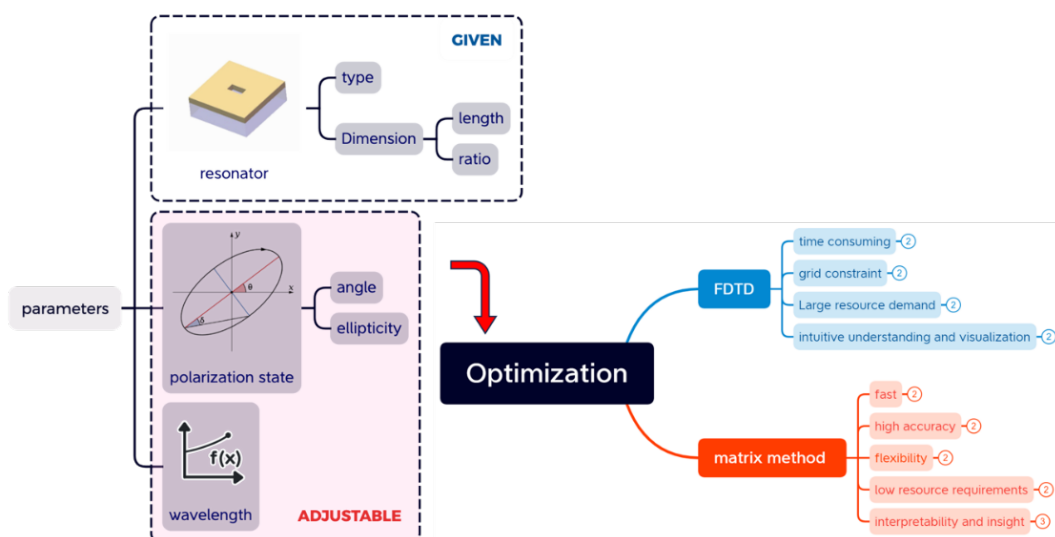 GIVEN
type
Dimension
length
ratio
resonator
parameters
y
x
θ
δ
angle
ellipticity
polarization state
f(x)
wavelength
ADJUSTABLE
Optimization
FDTD
time consuming 2
grid constraint 2
Large resource demand 2
intuitive understanding and visualization 2
matrix method
fast 2
high accuracy 2
flexibility 2
low resource requirements 2
interpretability and insight 3